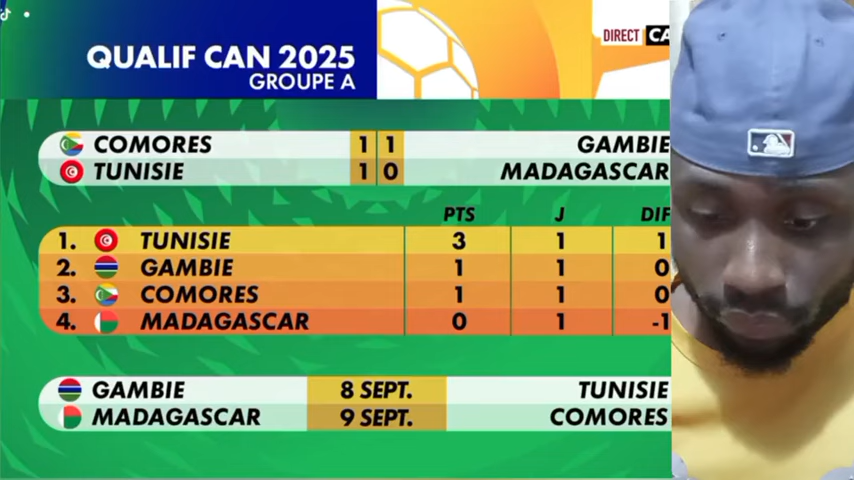 QUALIF CAN 2025
GROUPE A
DIRECT CA
COMORES 1 1 GAMBIE
TUNISIE 1 0 MADAGASCAR
PTS J DIF
1. TUNISIE 3 1 1
2. GAMBIE 1 1 0
3. COMORES 1 1 0
4. MADAGASCAR 0 1 -1
GAMBIE 8 SEPT. TUNISIE
MADAGASCAR 9 SEPT. COMORES